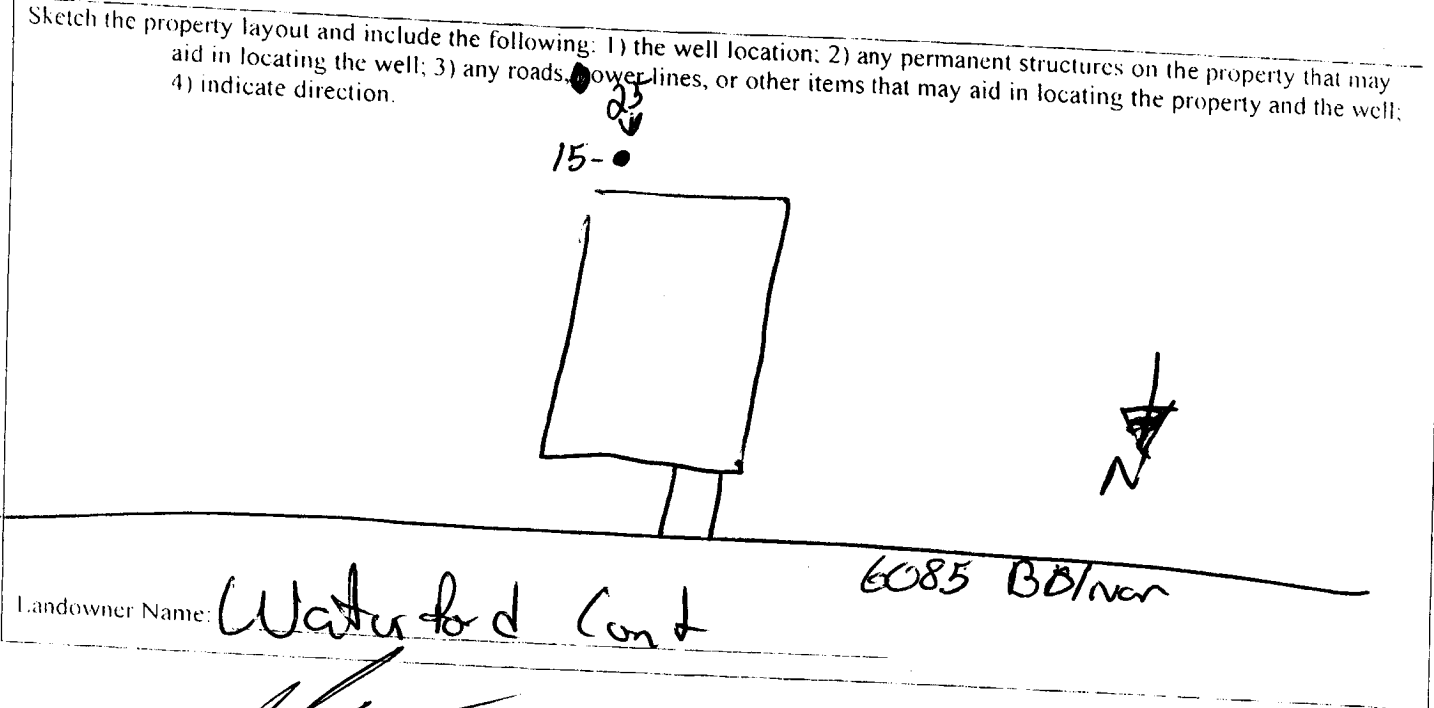 Sketch the property layout and include the following: 1) the well location; 2) any permanent structures on the property that may
aid in locating the well; 3) any roads, power lines, or other items that may aid in locating the property and the well;
4) indicate direction.
25
15-
N
6085
Landowner Name: Waterford Cont